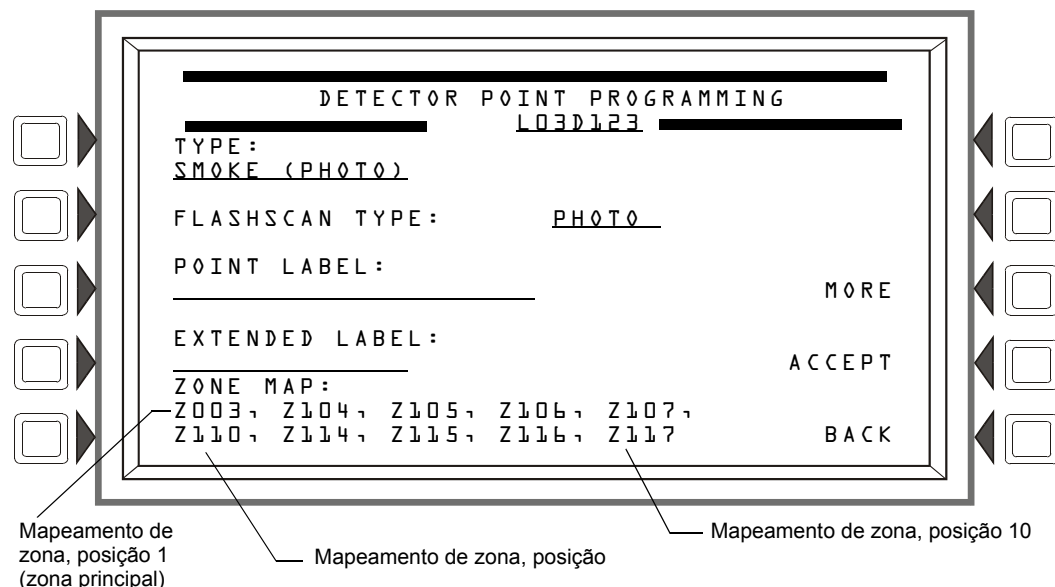 DETECTOR POINT PROGRAMMING
L03D123
TYPE:
SMOKE (PHOTO)
FLASHSCAN TYPE: PHOTO
POINT LABEL:
MORE
EXTENDED LABEL:
ACCEPT
ZONE MAP:
Z003, Z104, Z105, Z106, Z107,
Z110, Z114, Z115, Z116, Z117 BACK
Mapeamento de
zona, posição 1
(zona principal)
Mapeamento de zona, posição
Mapeamento de zona, posição 10